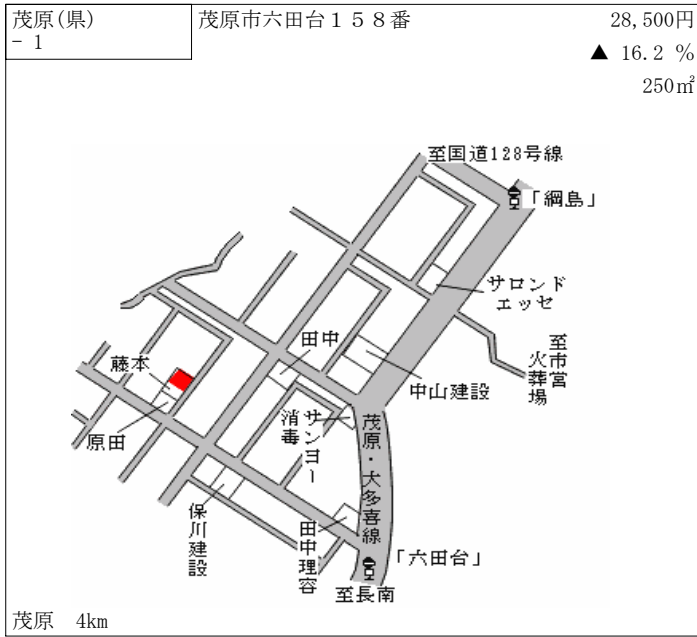 茂原(県)
- 1
茂原市六田台１５８番
28,500円
▲ 16.2 %
250㎡
至国道128号線
「綱島」
サロンド
エッセ
至市営
火葬場
田中
藤本
中山建設
サンヨー
消毒
茂原・大多喜線
原田
保川建設
田中理容
「六田台」
至長南
茂原 4km